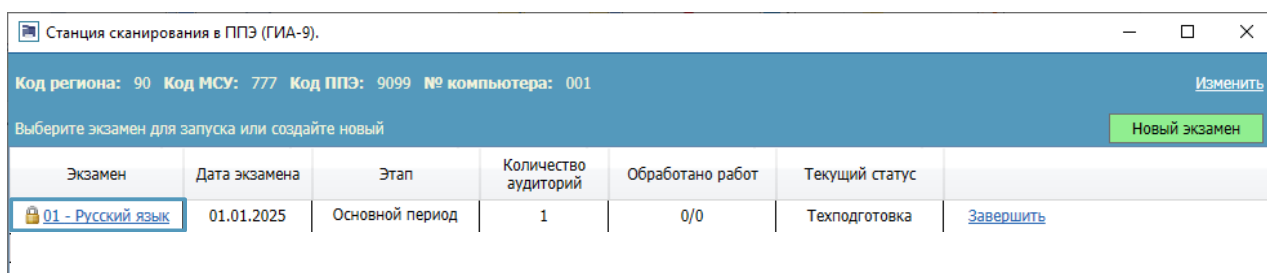 Станция сканирования в ППЭ (ГИА-9).
Код региона: 90 Код МСУ: 777 Код ППЭ: 9099 № компьютера: 001 Изменить
Выберите экзамен для запуска или создайте новый Новый экзамен
Экзамен Дата экзамена Этап Количество аудиторий Обработано работ Текущий статус
01 - Русский язык 01.01.2025 Основной период 1 0/0 Техподготовка Завершить